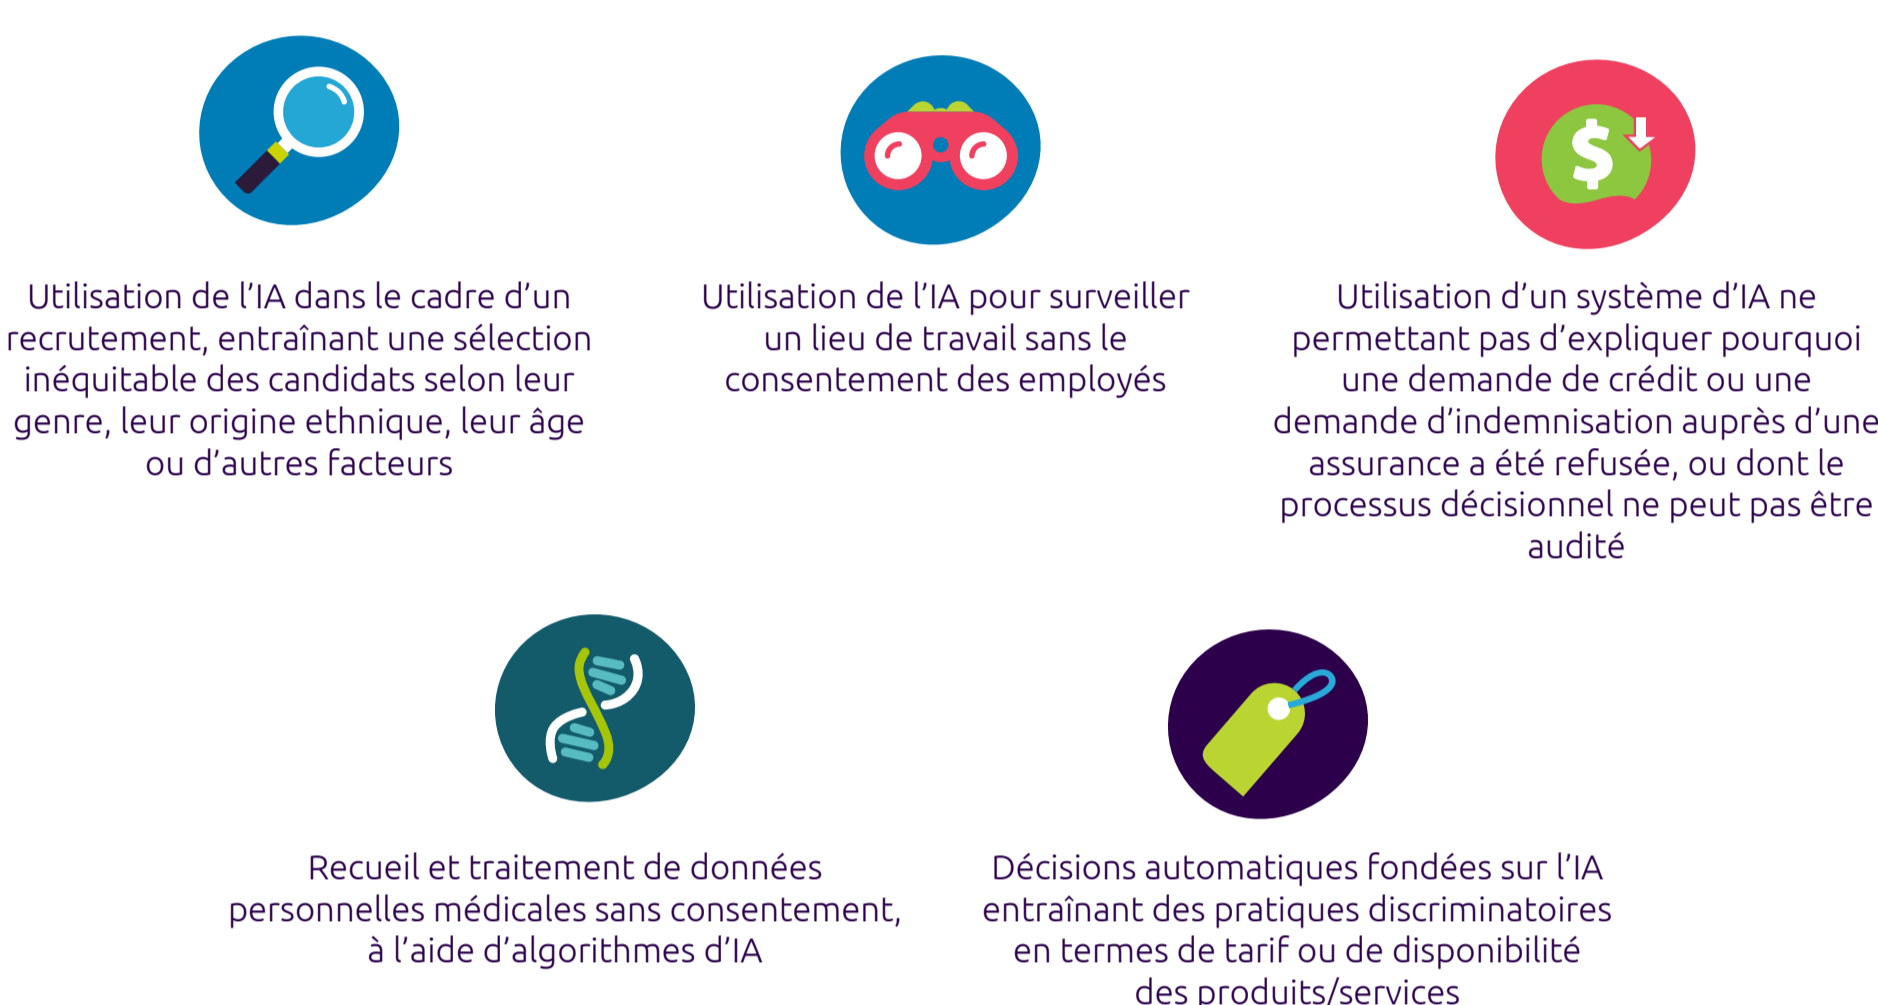 Utilisation de l’IA dans le cadre d’un
recrutement, entraînant une sélection
inéquitable des candidats selon leur
genre, leur origine ethnique, leur âge
ou d’autres facteurs
Utilisation de l’IA pour surveiller
un lieu de travail sans le
consentement des employés
$
Utilisation d’un système d’IA ne
permettant pas d’expliquer pourquoi
une demande de crédit ou une
demande d’indemnisation auprès d’une
assurance a été refusée, ou dont le
processus décisionnel ne peut pas être
audité
Recueil et traitement de données
personnelles médicales sans consentement,
à l’aide d’algorithmes d’IA
Décisions automatiques fondées sur l’IA
entraînant des pratiques discriminatoires
en termes de tarif ou de disponibilité
des produits/services